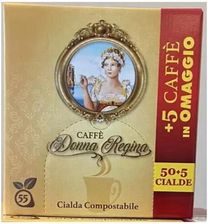 CAFFÈ
Donna Regina
55
Cialda Compostabile
+5 CAFFÈ
in OMAGGIO
50+5
CIALDE